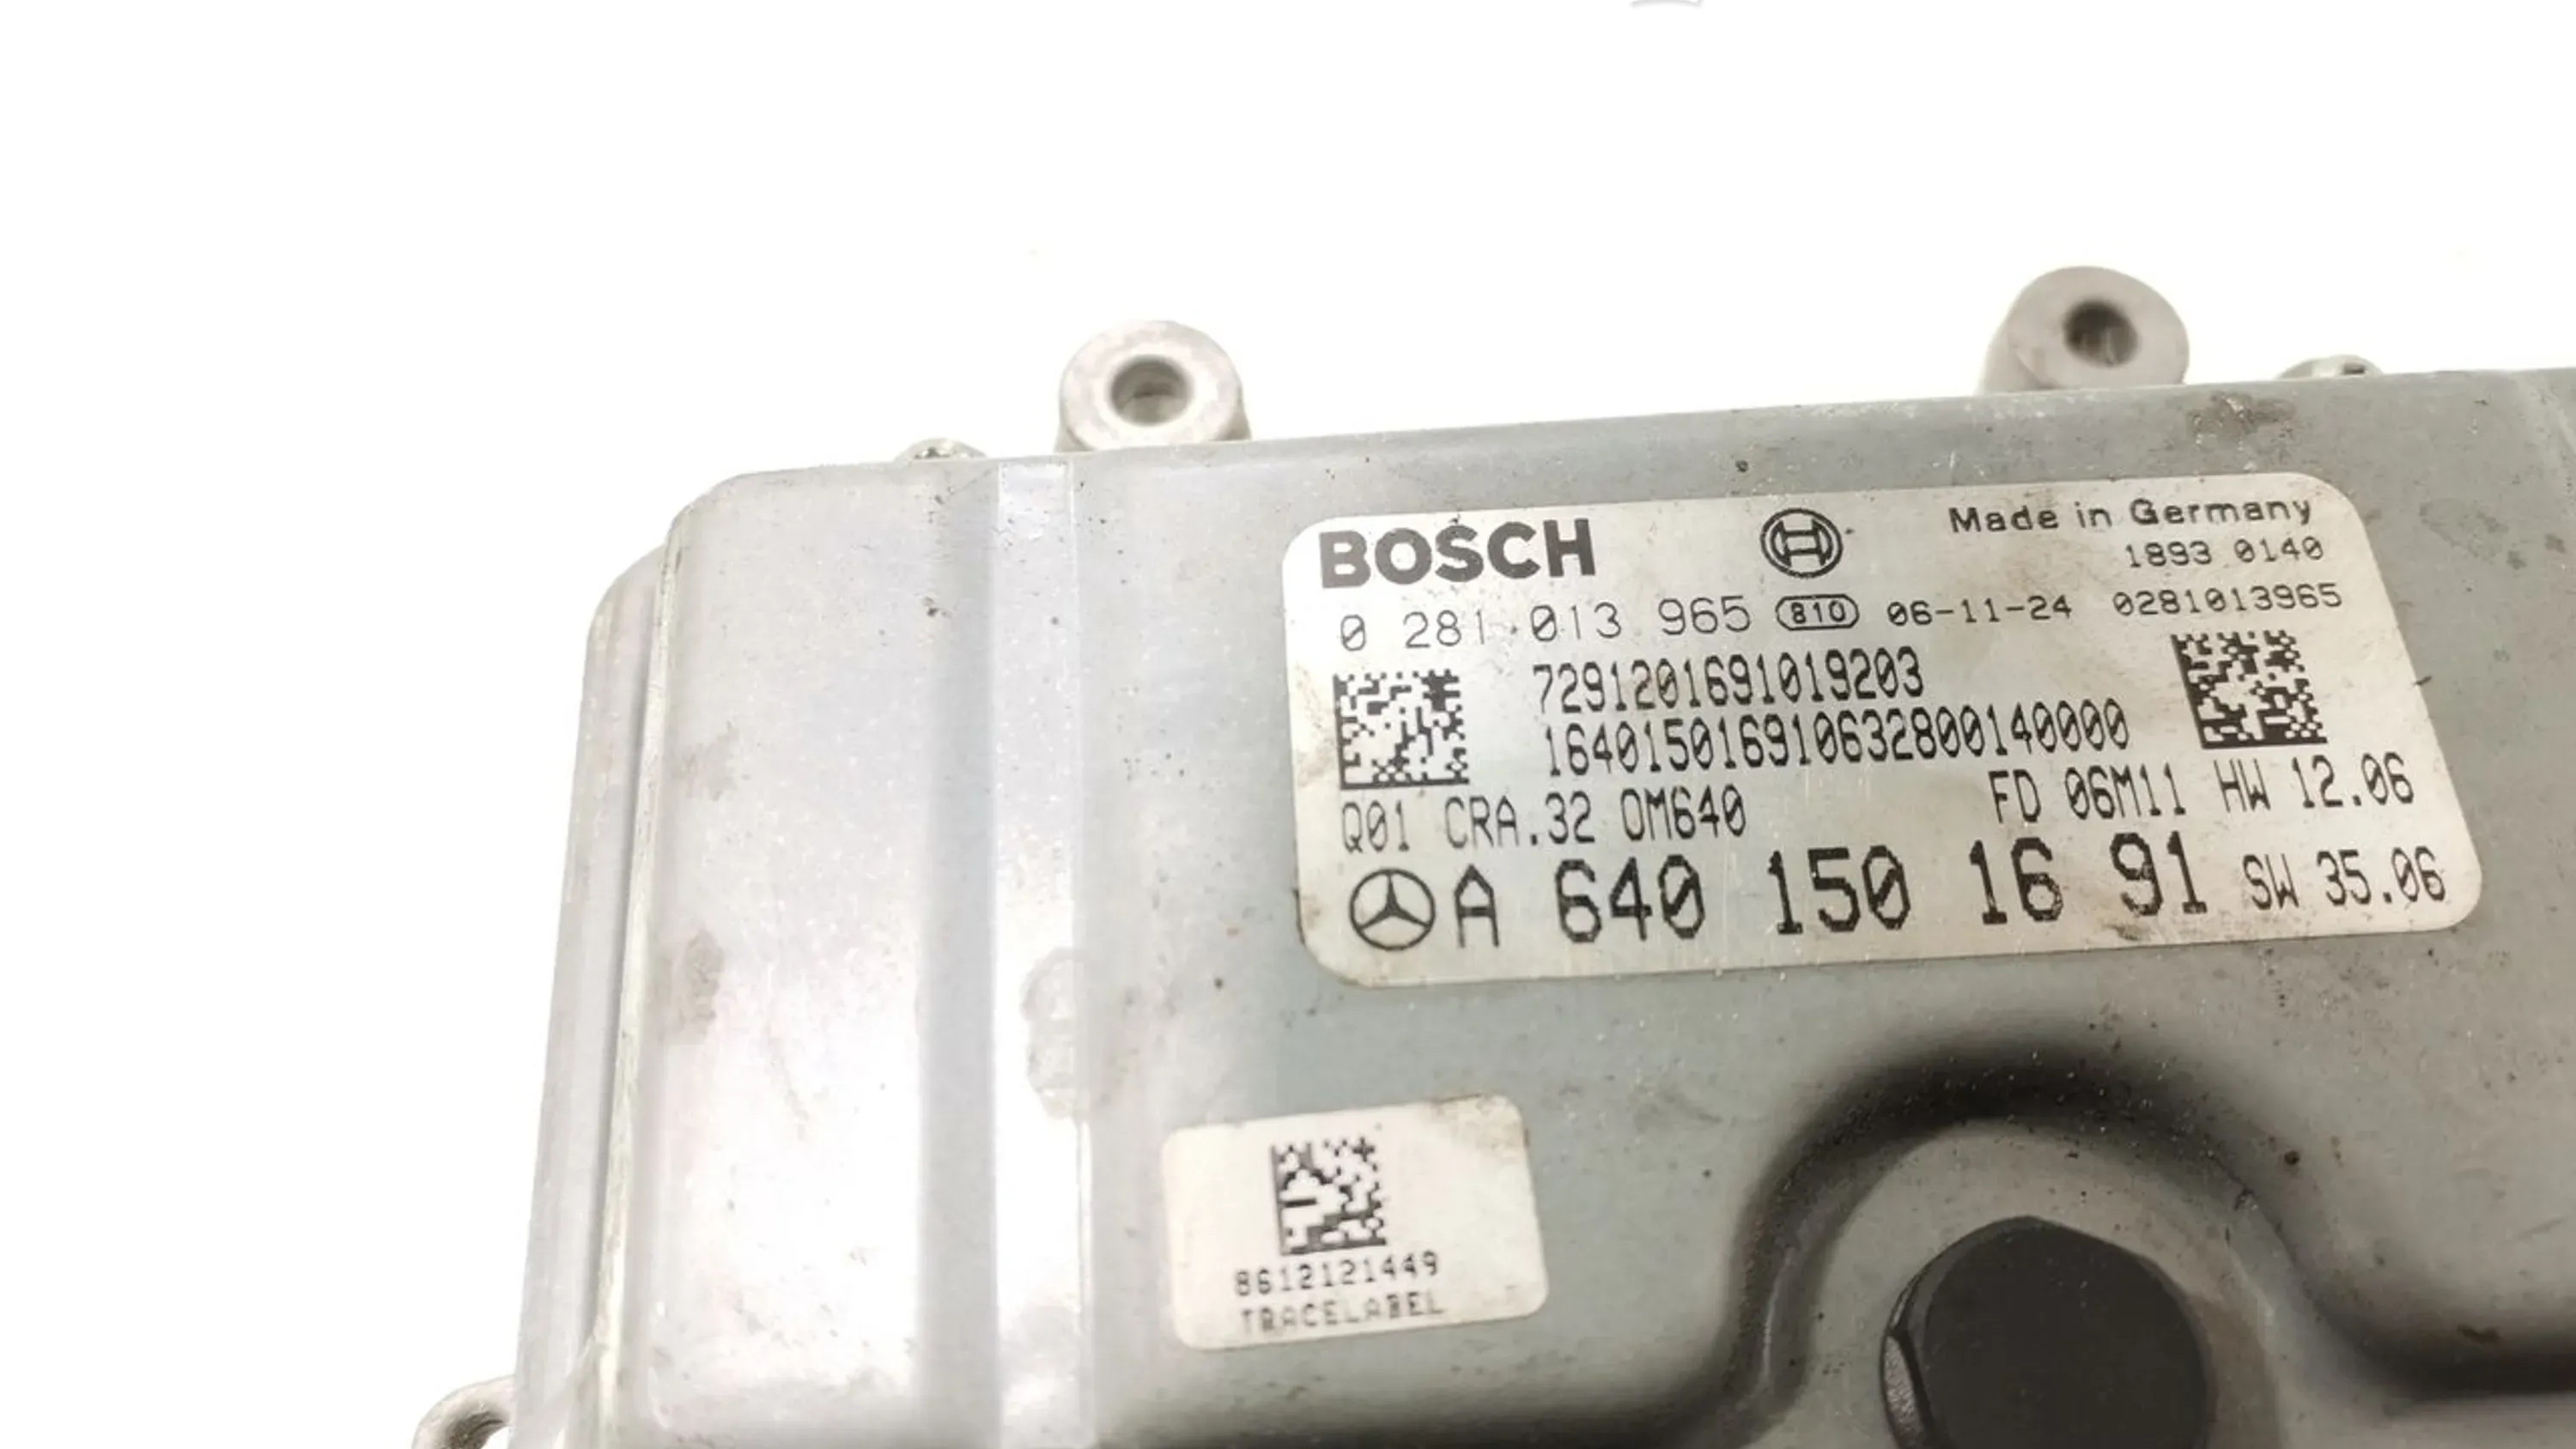 BOSCH
Made in Germany
1893 0140
0 281 013 965 810 06-11-24 0281013965
7291201691019203
164015016910632800140000
Q01 CRA.32 OM640 FD 06M11 HW 12.06
A 640 150 16 91 SW 35.06
8612121449
TRACELABEL